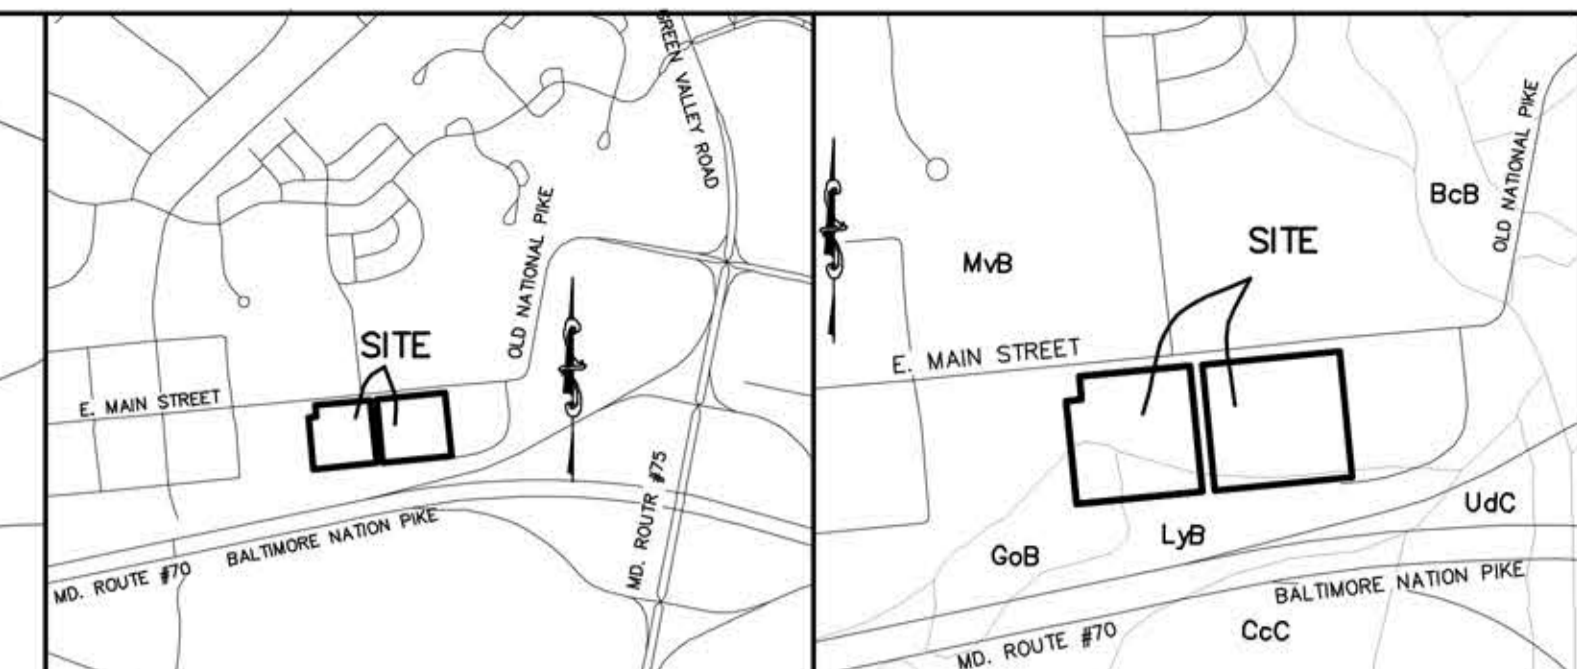 GREEN VALLEY ROAD
OLD NATIONAL PIKE
SITE
E. MAIN STREET
MD. ROUTR #75
BALTIMORE NATION PIKE
MD. ROUTE #70
OLD NATIONAL PIKE
BcB
SITE
MvB
E. MAIN STREET
UdC
LyB
GoB
BALTIMORE NATION PIKE
CcC
MD. ROUTE #70